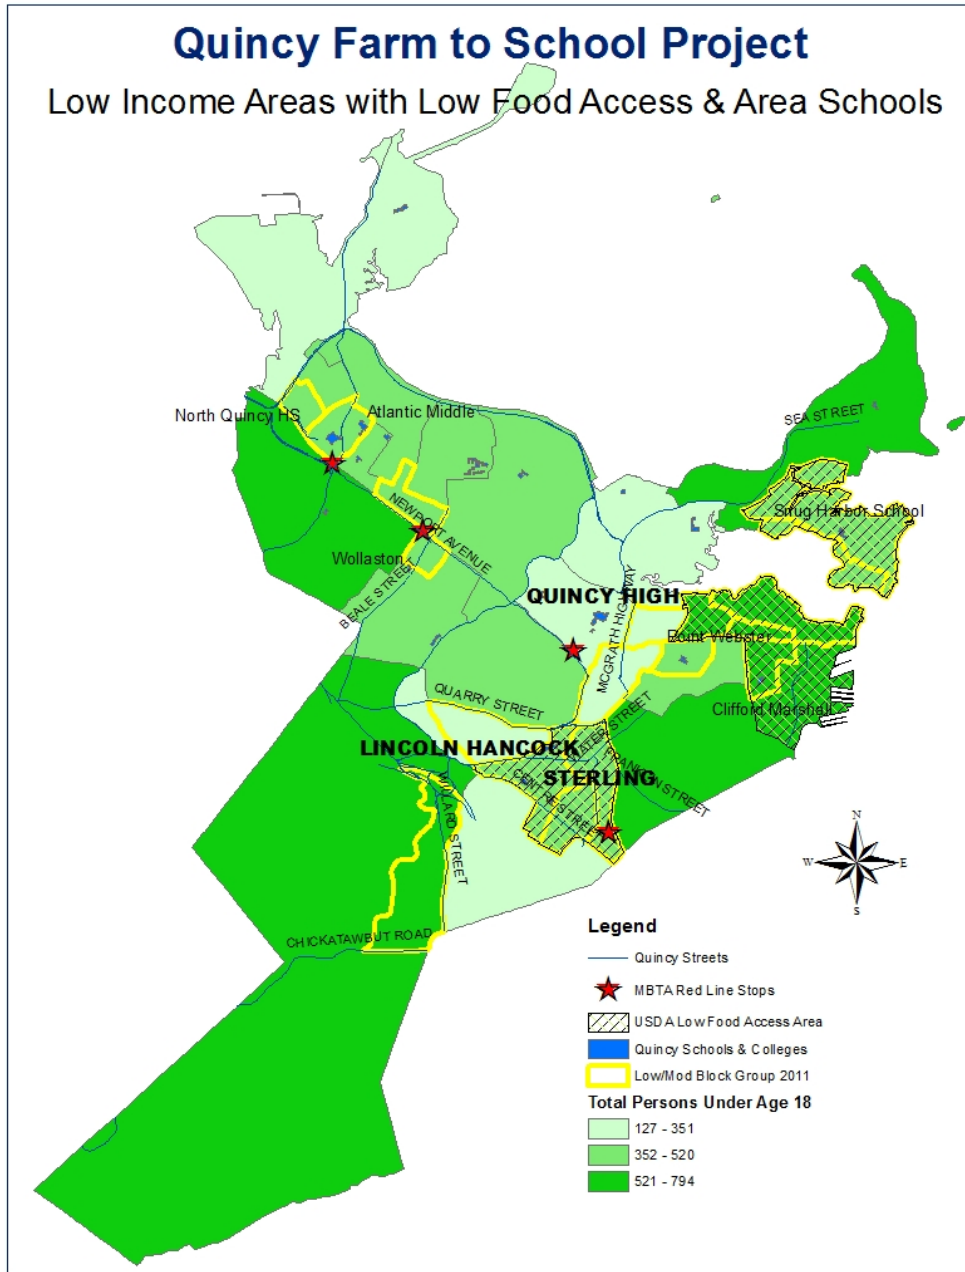 Quincy Farm to School Project
Low Income Areas with Low Food Access & Area Schools
North Quincy HS
Atlantic Middle
SEA STREET
Snug Harbor School
NEWPORT AVENUE
Wollaston
BEALE STREET
QUINCY HIGH
MCGRATH HIGHWAY
Point Webster
QUARRY STREET
WATER STREET
Clifford Marshall
LINCOLN HANCOCK
STERLING
FRANKLIN STREET
CENTRE STREET
WILLARD STREET
CHICKATAWBUT ROAD
N
W
E
S
Legend
Quincy Streets
MBTA Red Line Stops
USDA Low Food Access Area
Quincy Schools & Colleges
Low/Mod Block Group 2011
Total Persons Under Age 18
127 - 351
352 - 520
521 - 794